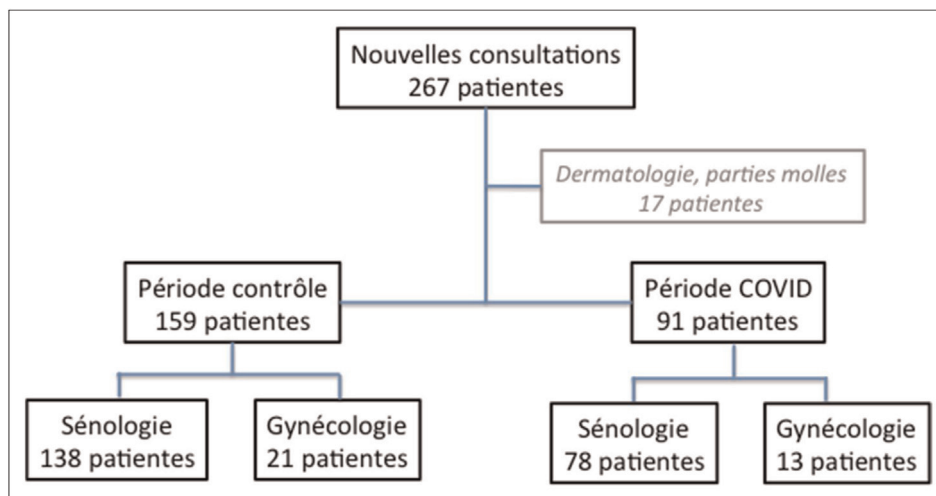 Nouvelles consultations
267 patientes
Dermatologie, parties molles
17 patientes
Période contrôle
159 patientes
Période COVID
91 patientes
Sénologie
138 patientes
Gynécologie
21 patientes
Sénologie
78 patientes
Gynécologie
13 patientes